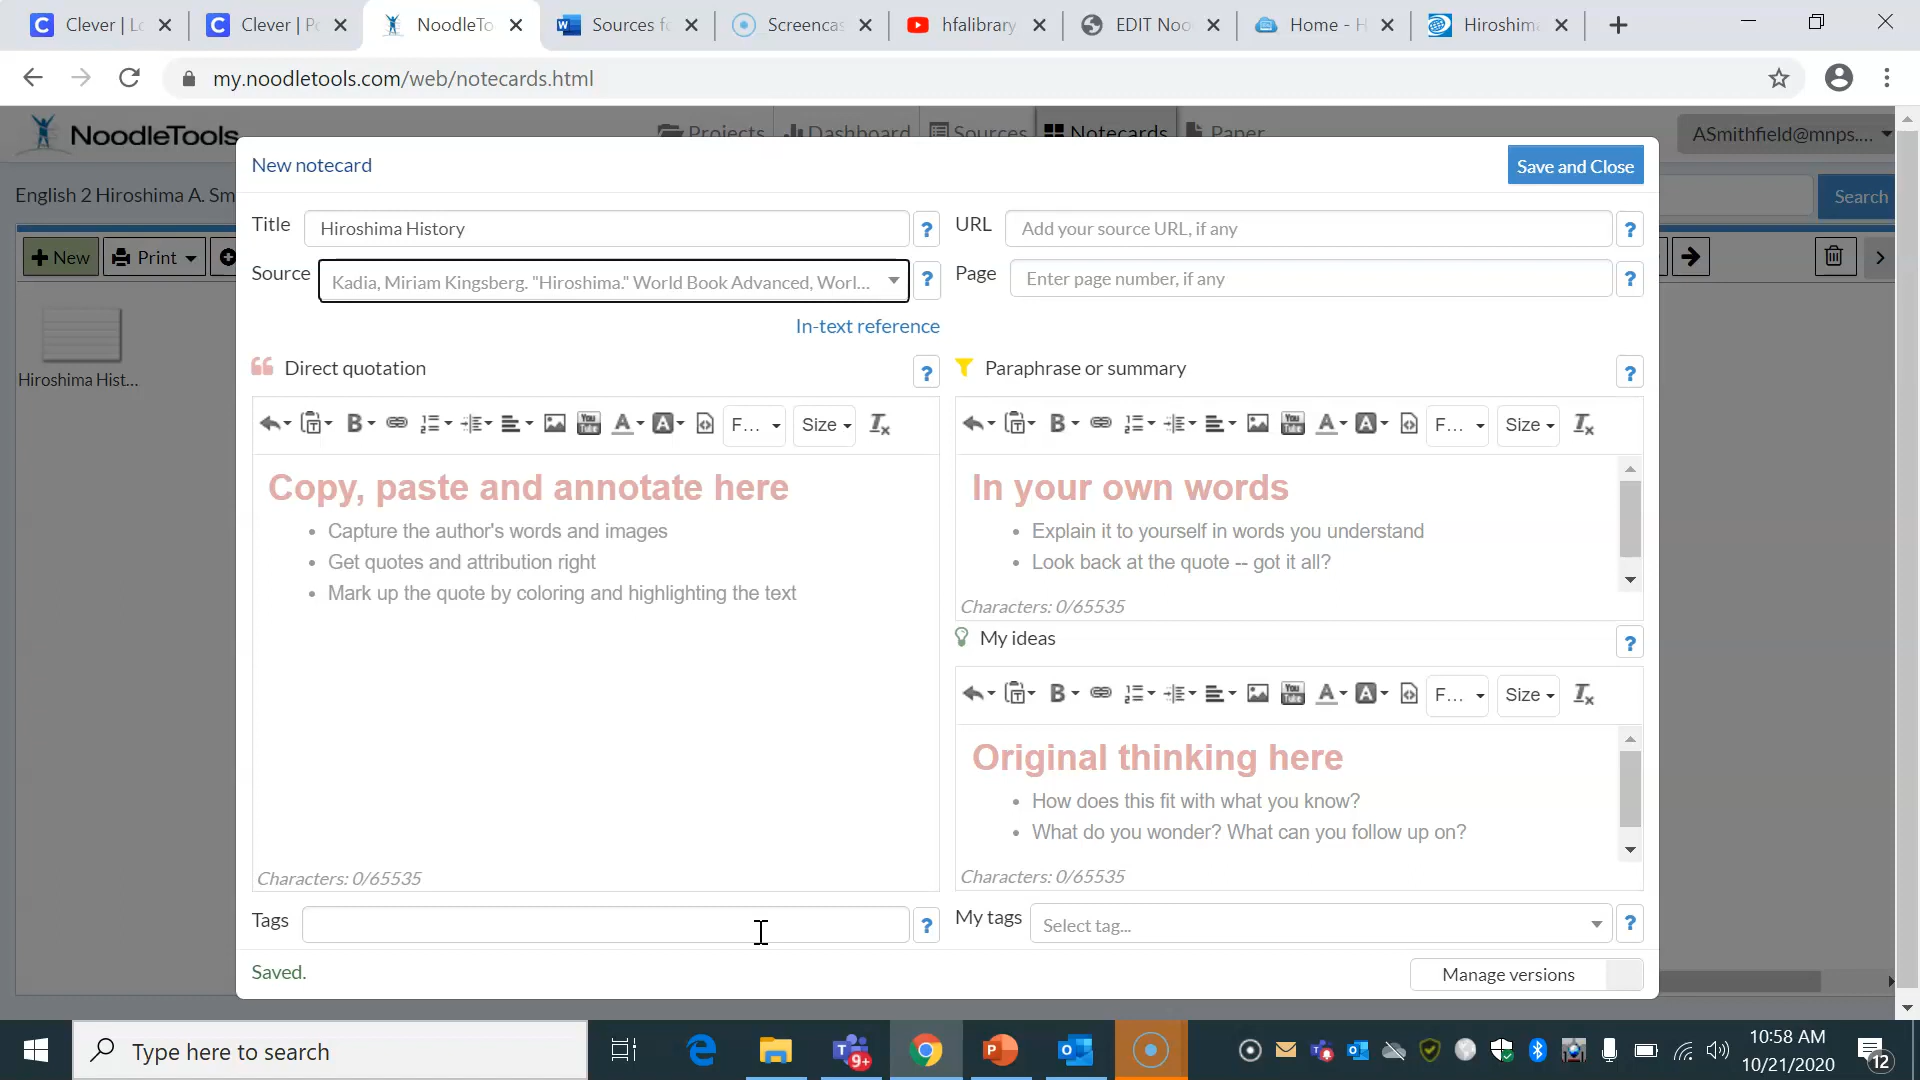 Clever | L
Clever | P
NoodleTo
Sources fo
Screencas
hfalibrary
EDIT Noo
Home - H
Hiroshima
my.noodletools.com/web/notecards.html
NoodleTools
Projects
Dashboard
Sources
Notecards
Paper
ASmithfield@mnps....
English 2 Hiroshima A. Sm
Search
New
Print
Hiroshima Hist...
New notecard
Save and Close
Title
Hiroshima History
?
URL
Add your source URL, if any
?
Source
Kadia, Miriam Kingsberg. "Hiroshima." World Book Advanced, Worl...
?
Page
Enter page number, if any
?
In-text reference
Direct quotation
?
Paraphrase or summary
?
F...
Size
F...
Size
Copy, paste and annotate here
• Capture the author's words and images
• Get quotes and attribution right
• Mark up the quote by coloring and highlighting the text
Characters: 0/65535
In your own words
• Explain it to yourself in words you understand
• Look back at the quote -- got it all?
Characters: 0/65535
My ideas
?
F...
Size
Original thinking here
• How does this fit with what you know?
• What do you wonder? What can you follow up on?
Characters: 0/65535
Tags
?
My tags
Select tag...
?
Saved.
Manage versions
Type here to search
9+
10:58 AM
10/21/2020
12